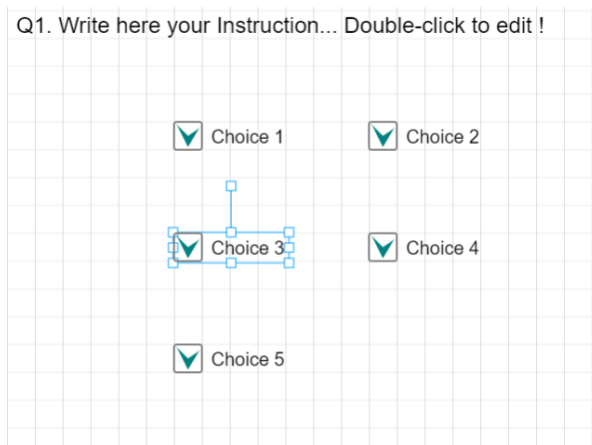 Q1. Write here your Instruction... Double-click to edit !
Choice 1
Choice 2
Choice 3
Choice 4
Choice 5